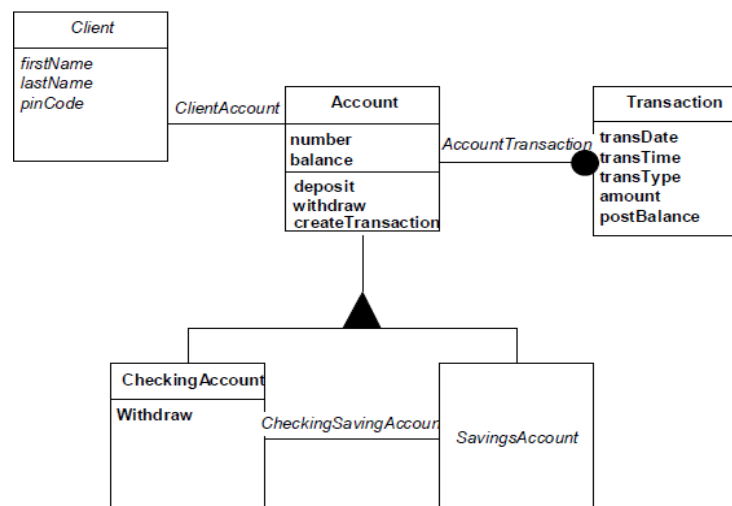 Client
firstName
lastName
pinCode
ClientAccount
Account
number
balance
deposit
withdraw
createTransaction
AccountTransaction
Transaction
transDate
transTime
transType
amount
postBalance
CheckingAccount
Withdraw
CheckingSavingAccount
SavingsAccount